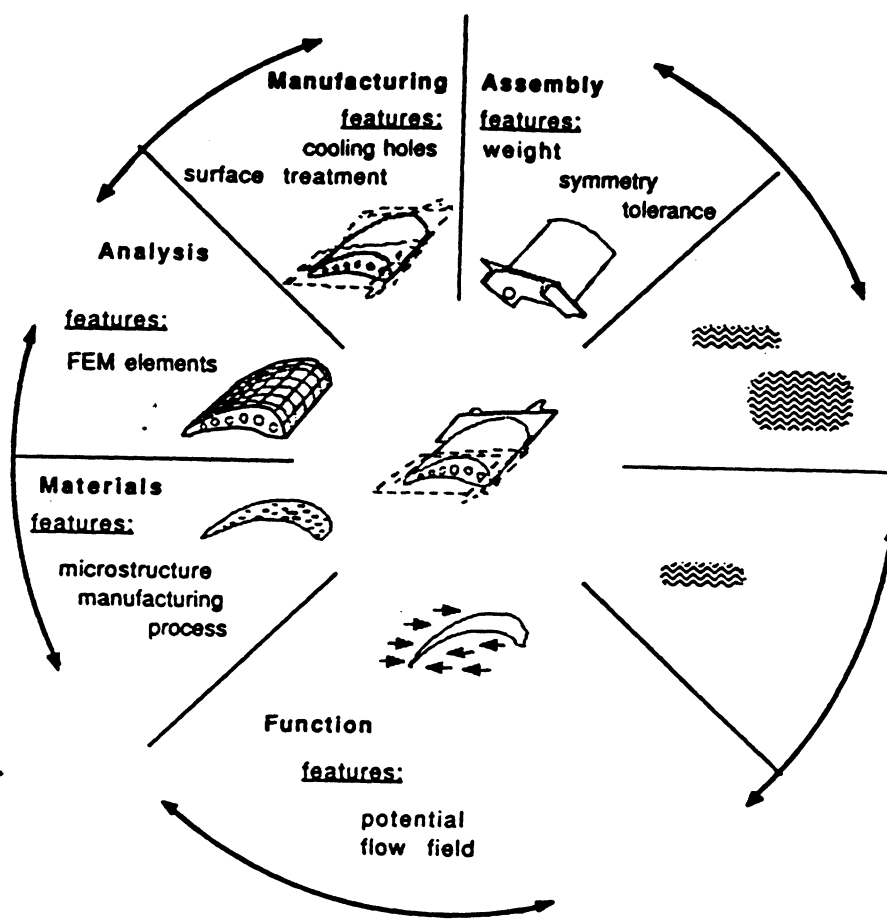 Manufacturing
features:
cooling holes
surface treatment
Assembly
features:
weight
symmetry
tolerance
Analysis
features:
FEM elements
Materials
features:
microstructure
manufacturing
process
Function
features:
potential
flow field